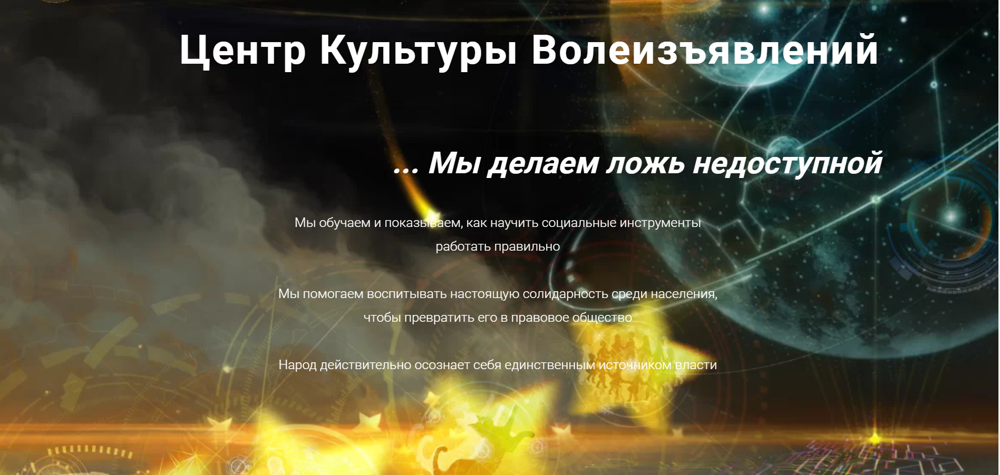 Центр Культуры Волеизъявлений
... Мы делаем ложь недоступной
Мы обучаем и показываем, как научить социальные инструменты
работать правильно
Мы помогаем воспитывать настоящую солидарность среди населения,
чтобы превратить его в правовое общество
Народ действительно осознает себя единственным источником власти